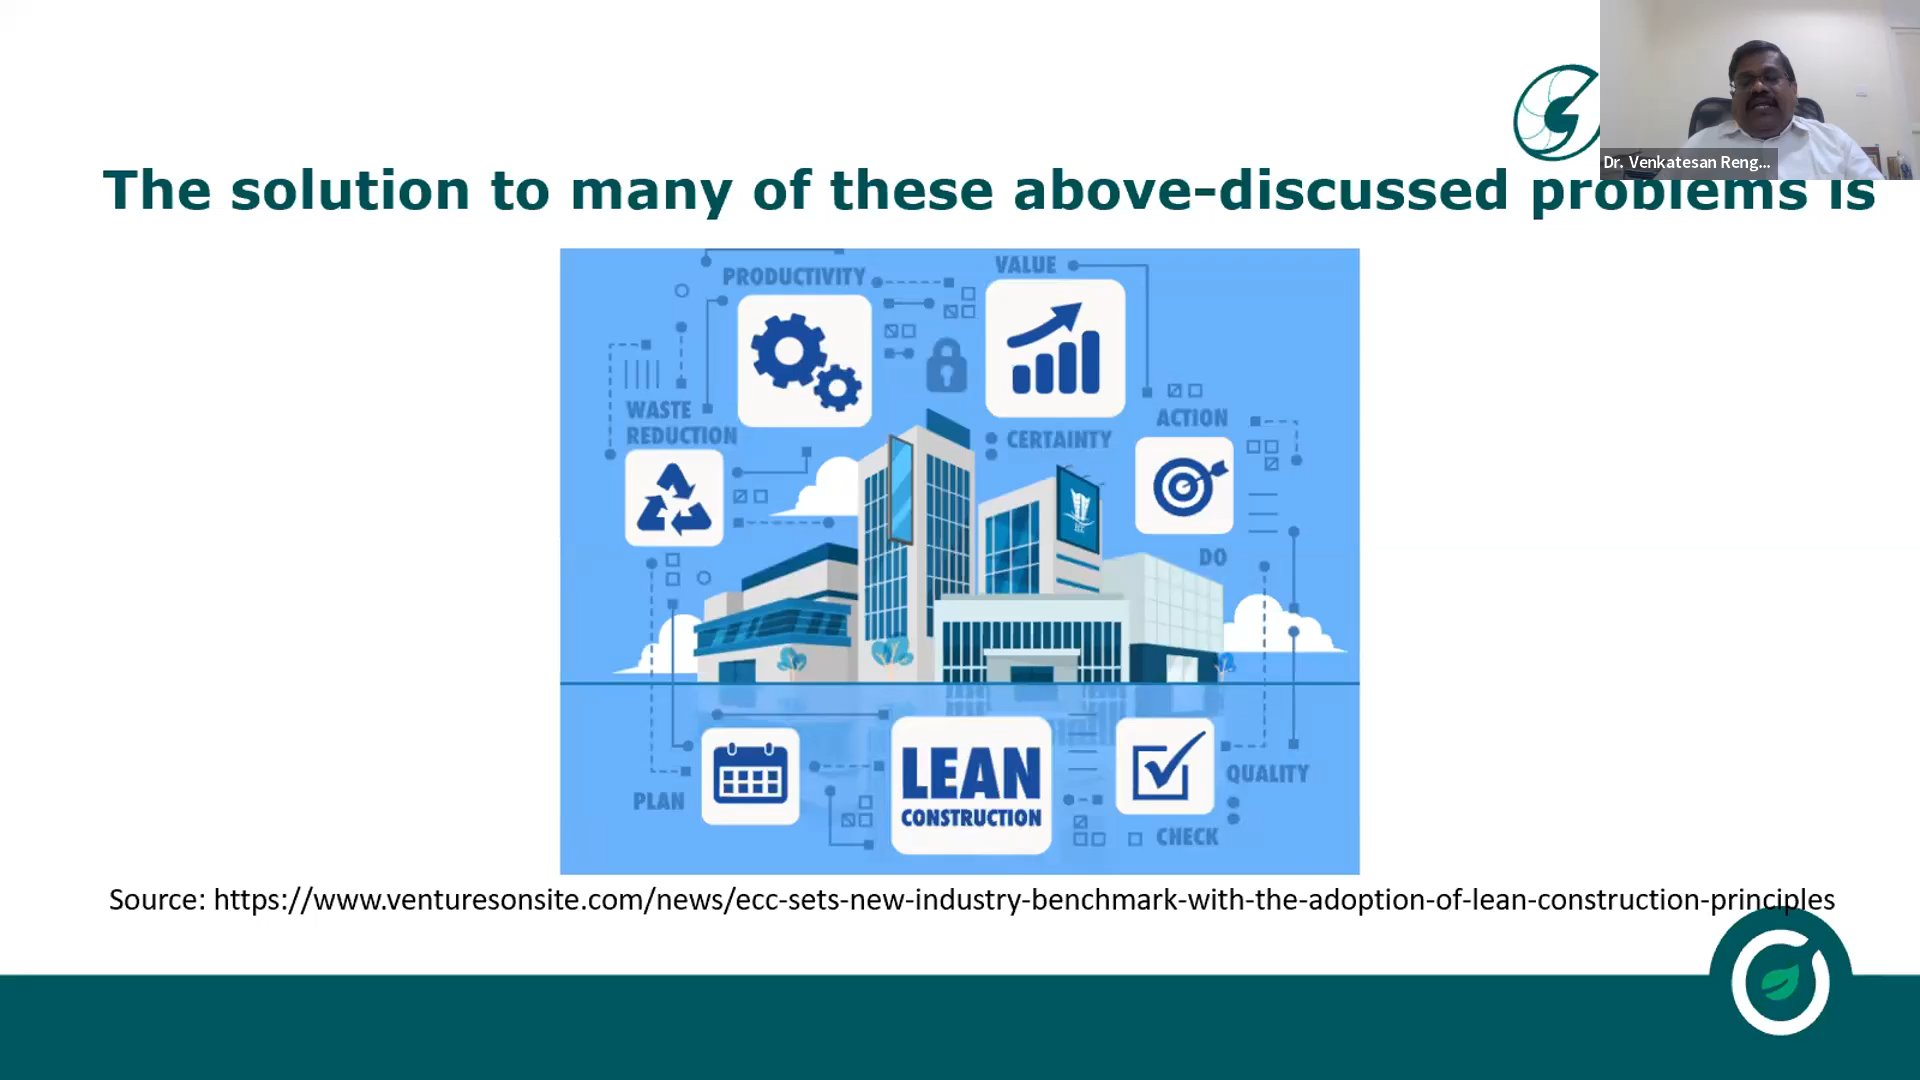 Dr. Venkatesan Reng...
The solution to many of these above-discussed problems is
PRODUCTIVITY
VALUE
WASTE
REDUCTION
CERTAINTY
ACTION
DO
PLAN
LEAN
CONSTRUCTION
QUALITY
CHECK
Source: https://www.venturesonsite.com/news/ecc-sets-new-industry-benchmark-with-the-adoption-of-lean-construction-principles